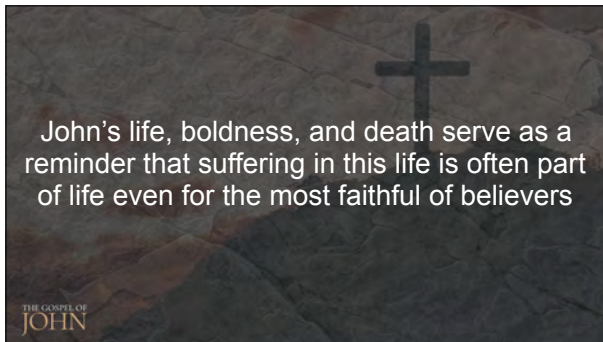 John’s life, boldness, and death serve as a
reminder that suffering in this life is often part
of life even for the most faithful of believers
THE GOSPEL OF
JOHN